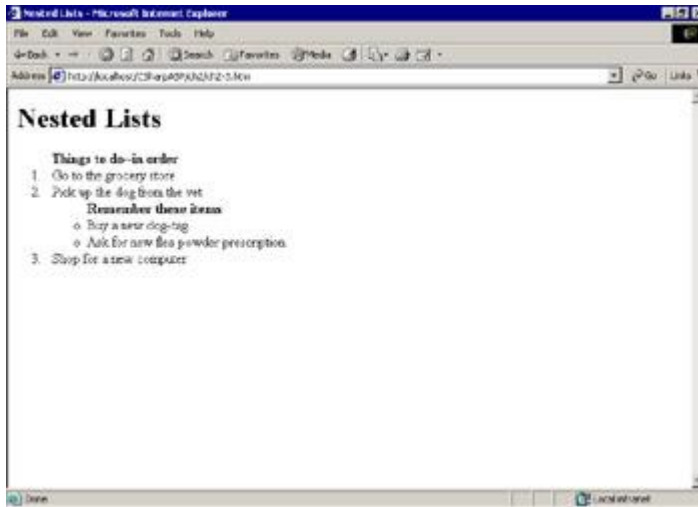 Nested Lists - Microsoft Internet Explorer
File Edit View Favorites Tools Help
Back Search Favorites Media
Address Go Links
Nested Lists
Things to do--in order
1. Go to the grocery store
2. Pick up the dog from the vet
Remember these items
o Buy a new dog-tag
o Ask for new flea powder prescription
3. Shop for a new computer
Done Local intranet